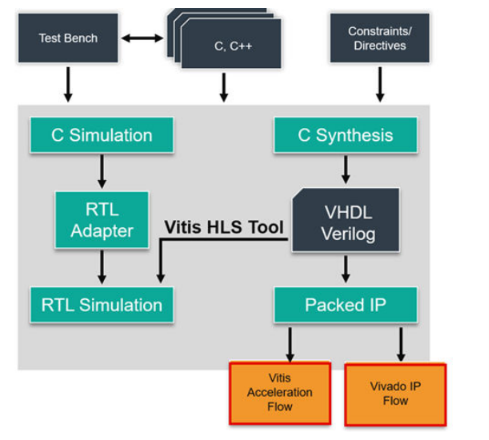 Test Bench
C, C++
Constraints/
Directives
C Simulation
C Synthesis
RTL
Adapter
VHDL
Verilog
Vitis HLS Tool
RTL Simulation
Packed IP
Vitis
Acceleration
Flow
Vivado IP
Flow